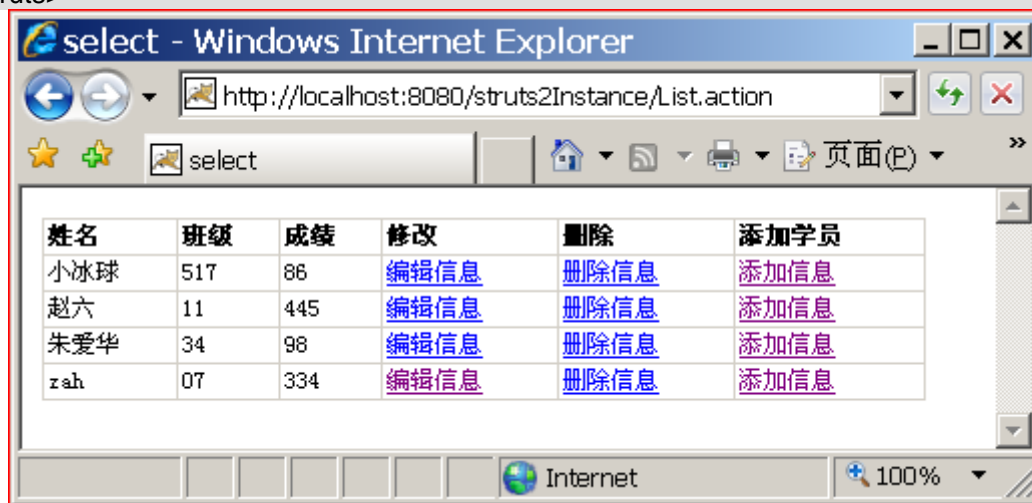 ruts>
select - Windows Internet Explorer
http://localhost:8080/struts2Instance/List.action
select 页面(P) »
姓名 班级 成绩 修改 删除 添加学员
小冰球 517 86 编辑信息 删除信息 添加信息
赵六 11 445 编辑信息 删除信息 添加信息
朱爱华 34 98 编辑信息 删除信息 添加信息
zah 07 334 编辑信息 删除信息 添加信息
Internet 100%